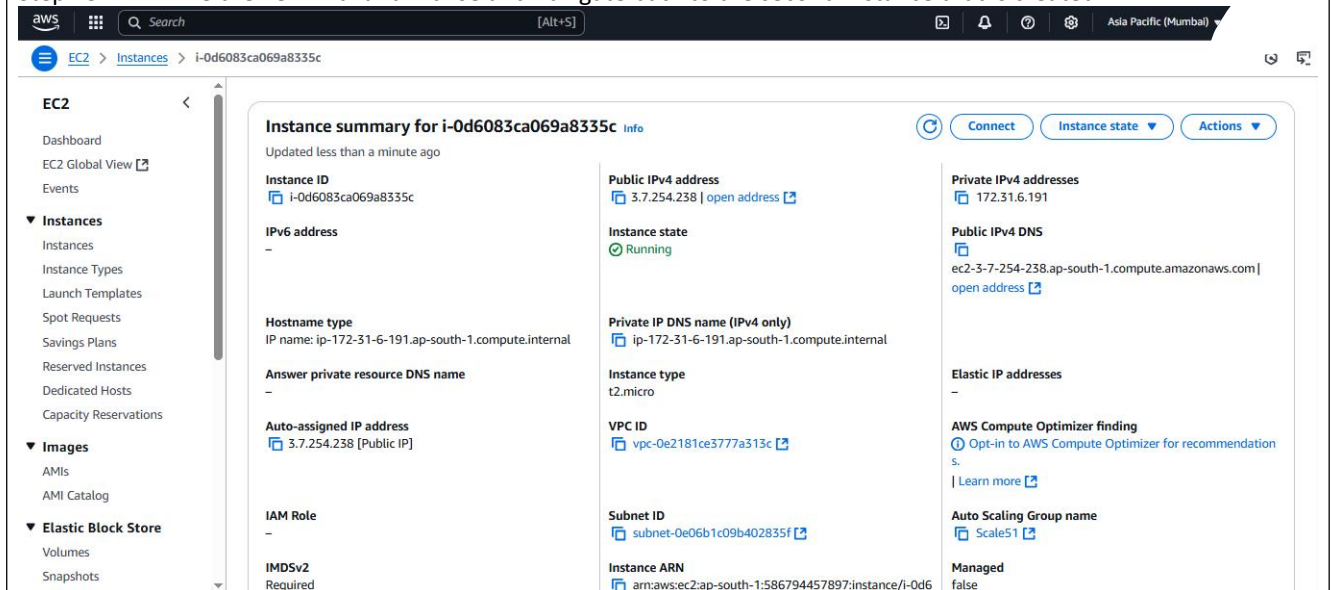 aws
Search
[Alt+S]
Asia Pacific (Mumbai)
EC2 > Instances > i-0d6083ca069a8335c
EC2
Dashboard
EC2 Global View
Events
Instances
Instances
Instance Types
Launch Templates
Spot Requests
Savings Plans
Reserved Instances
Dedicated Hosts
Capacity Reservations
Images
AMIs
AMI Catalog
Elastic Block Store
Volumes
Snapshots
Instance summary for i-0d6083ca069a8335c Info
Connect
Instance state
Actions
Updated less than a minute ago
Instance ID
i-0d6083ca069a8335c
Public IPv4 address
3.7.254.238 | open address
Private IPv4 addresses
172.31.6.191
IPv6 address
–
Instance state
Running
Public IPv4 DNS
ec2-3-7-254-238.ap-south-1.compute.amazonaws.com |
open address
Hostname type
IP name: ip-172-31-6-191.ap-south-1.compute.internal
Private IP DNS name (IPv4 only)
ip-172-31-6-191.ap-south-1.compute.internal
Answer private resource DNS name
–
Instance type
t2.micro
Elastic IP addresses
–
Auto-assigned IP address
3.7.254.238 [Public IP]
VPC ID
vpc-0e2181ce3777a313c
AWS Compute Optimizer finding
Opt-in to AWS Compute Optimizer for recommendation
s.
| Learn more
IAM Role
–
Subnet ID
subnet-0e06b1c09b402835f
Auto Scaling Group name
Scale51
IMDSv2
Required
Instance ARN
arn:aws:ec2:ap-south-1:586794457897:instance/i-0d6
Managed
false